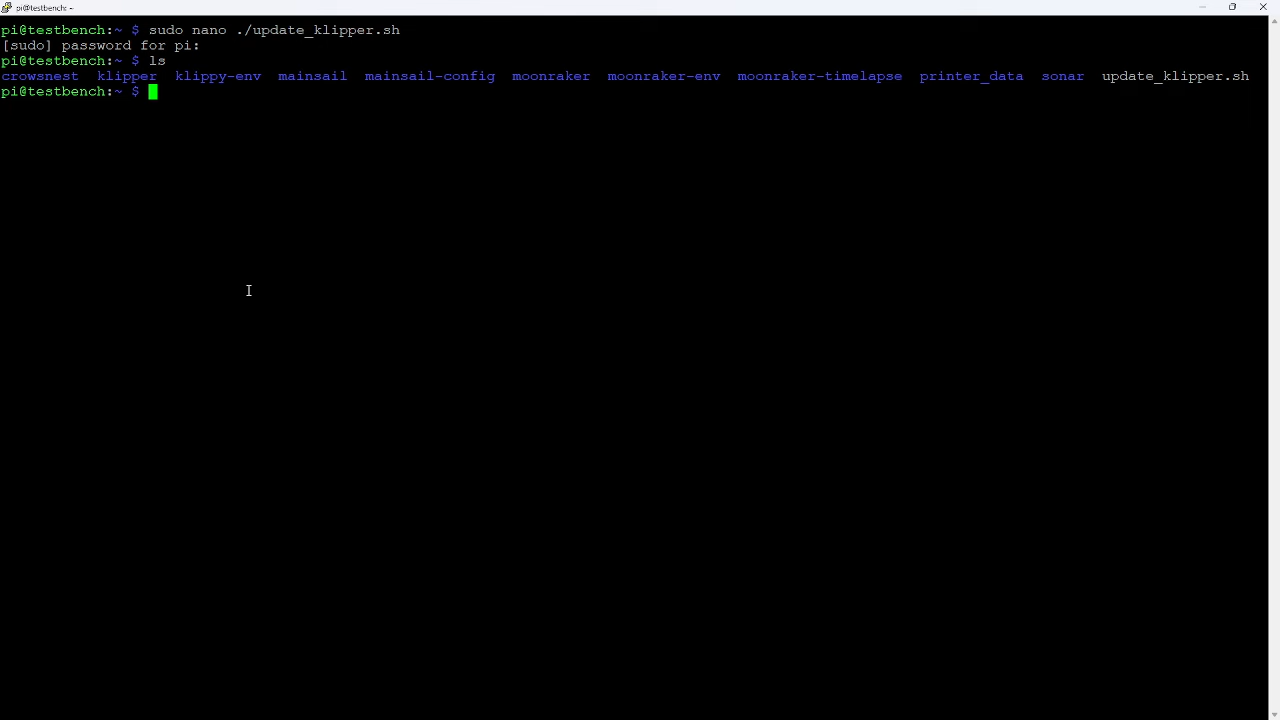 pi@testbench: ~
pi@testbench:~ $ sudo nano ./update_klipper.sh
[sudo] password for pi:
pi@testbench:~ $ ls
crowsnest klipper klippy-env mainsail mainsail-config moonraker moonraker-env moonraker-timelapse printer_data sonar update_klipper.sh
pi@testbench:~ $